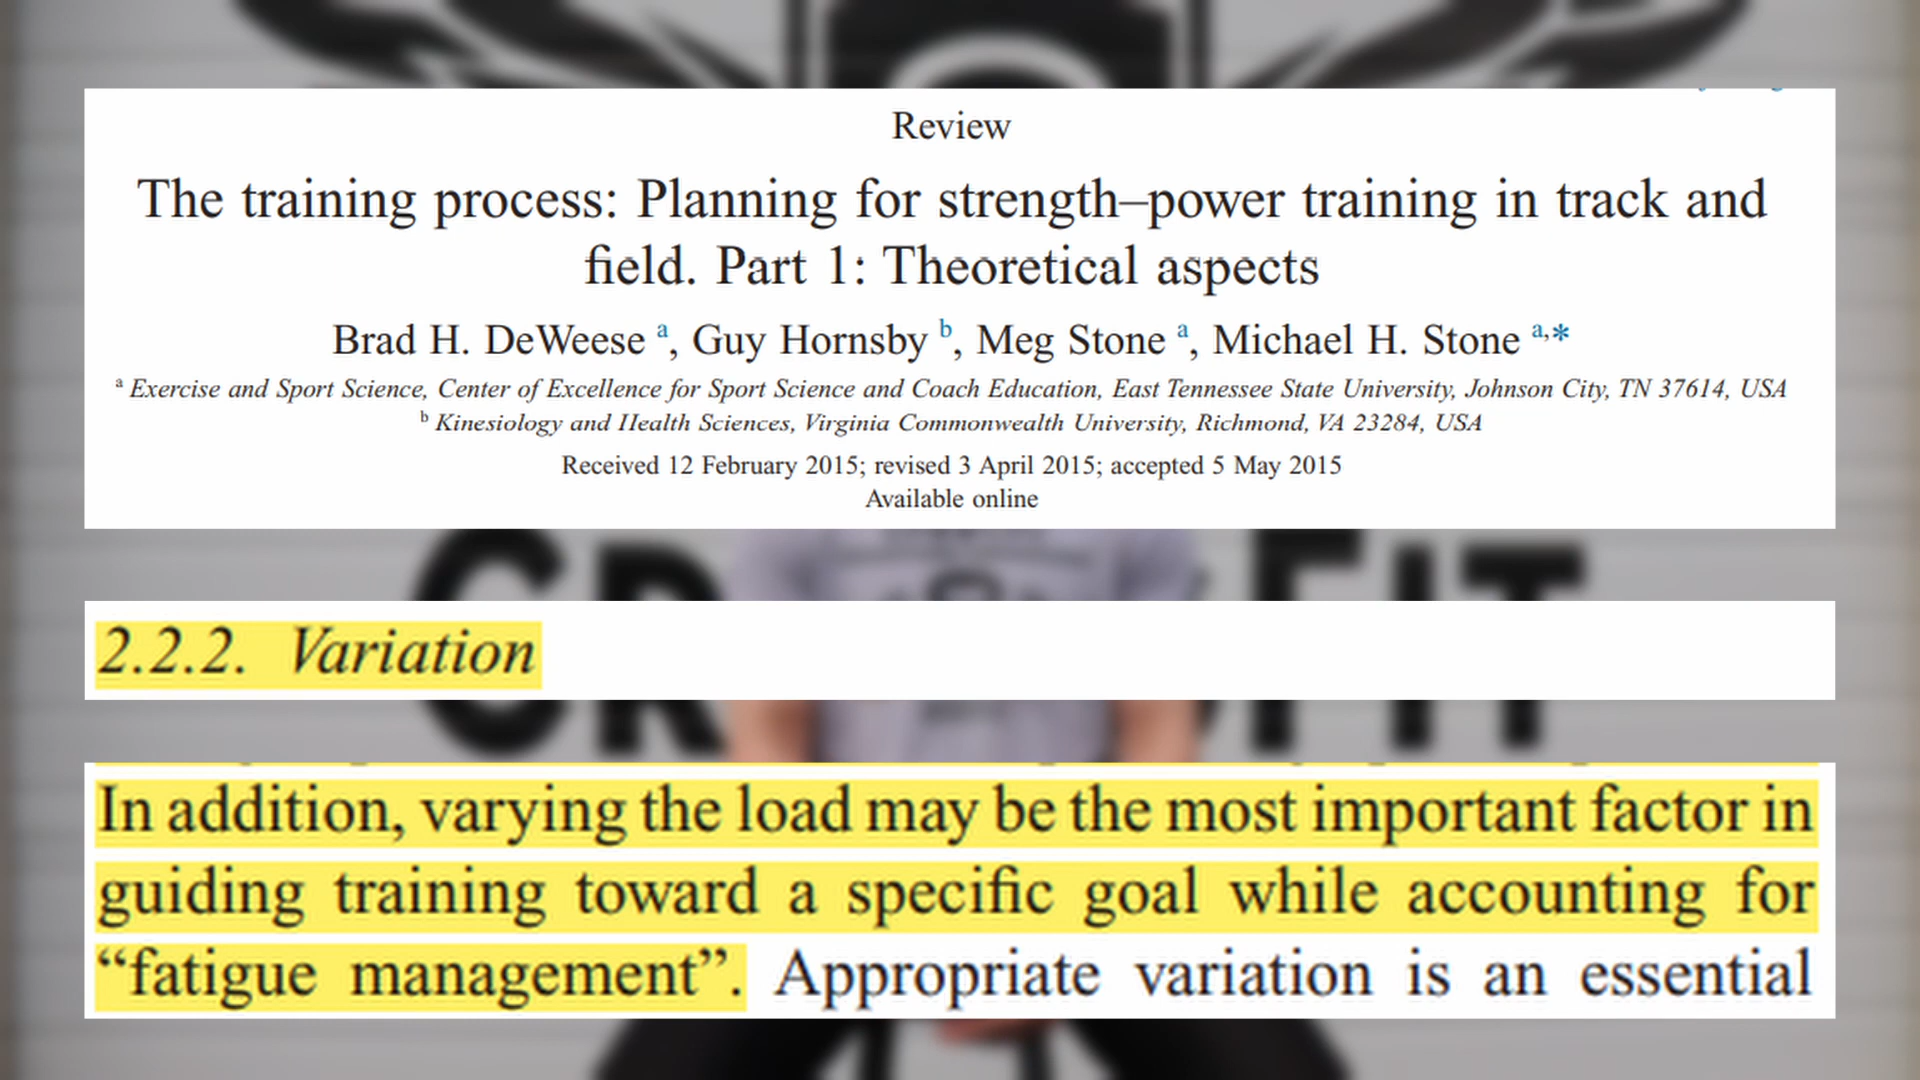 Review
The training process: Planning for strength–power training in track and
field. Part 1: Theoretical aspects
Brad H. DeWeese a, Guy Hornsby b, Meg Stone a, Michael H. Stone a,*
a Exercise and Sport Science, Center of Excellence for Sport Science and Coach Education, East Tennessee State University, Johnson City, TN 37614, USA
b Kinesiology and Health Sciences, Virginia Commonwealth University, Richmond, VA 23284, USA
Received 12 February 2015; revised 3 April 2015; accepted 5 May 2015
Available online
2.2.2. Variation
In addition, varying the load may be the most important factor in
guiding training toward a specific goal while accounting for
“fatigue management”. Appropriate variation is an essential